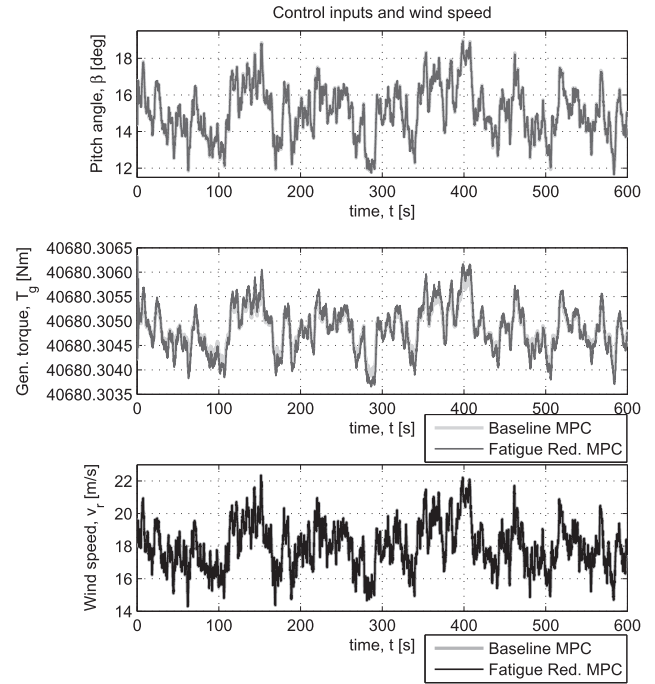 Control inputs and wind speed
Pitch angle, β [deg]
18
16
14
12
0 100 200 300 400 500 600
time, t [s]
Gen. torque, T_g [Nm]
40680.3065
40680.3060
40680.3055
40680.3050
40680.3045
40680.3040
40680.3035
0 100 200 300 400 500 600
time, t [s]
Baseline MPC
Fatigue Red. MPC
Wind speed, v_r [m/s]
22
20
18
16
14
0 100 200 300 400 500 600
time, t [s]
Baseline MPC
Fatigue Red. MPC